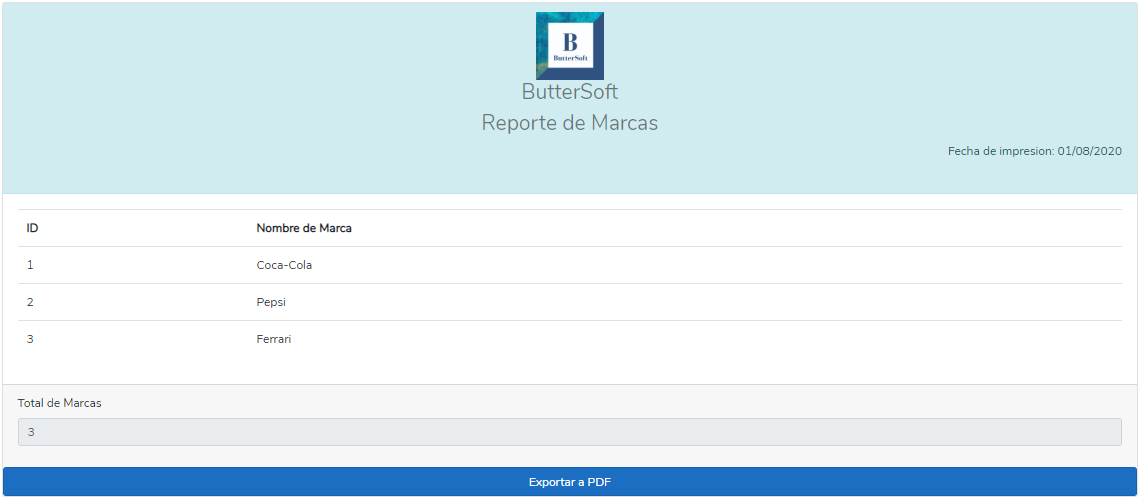 B
ButterSoft
ButterSoft
Reporte de Marcas
Fecha de impresion: 01/08/2020
ID Nombre de Marca
1 Coca-Cola
2 Pepsi
3 Ferrari
Total de Marcas
3
Exportar a PDF